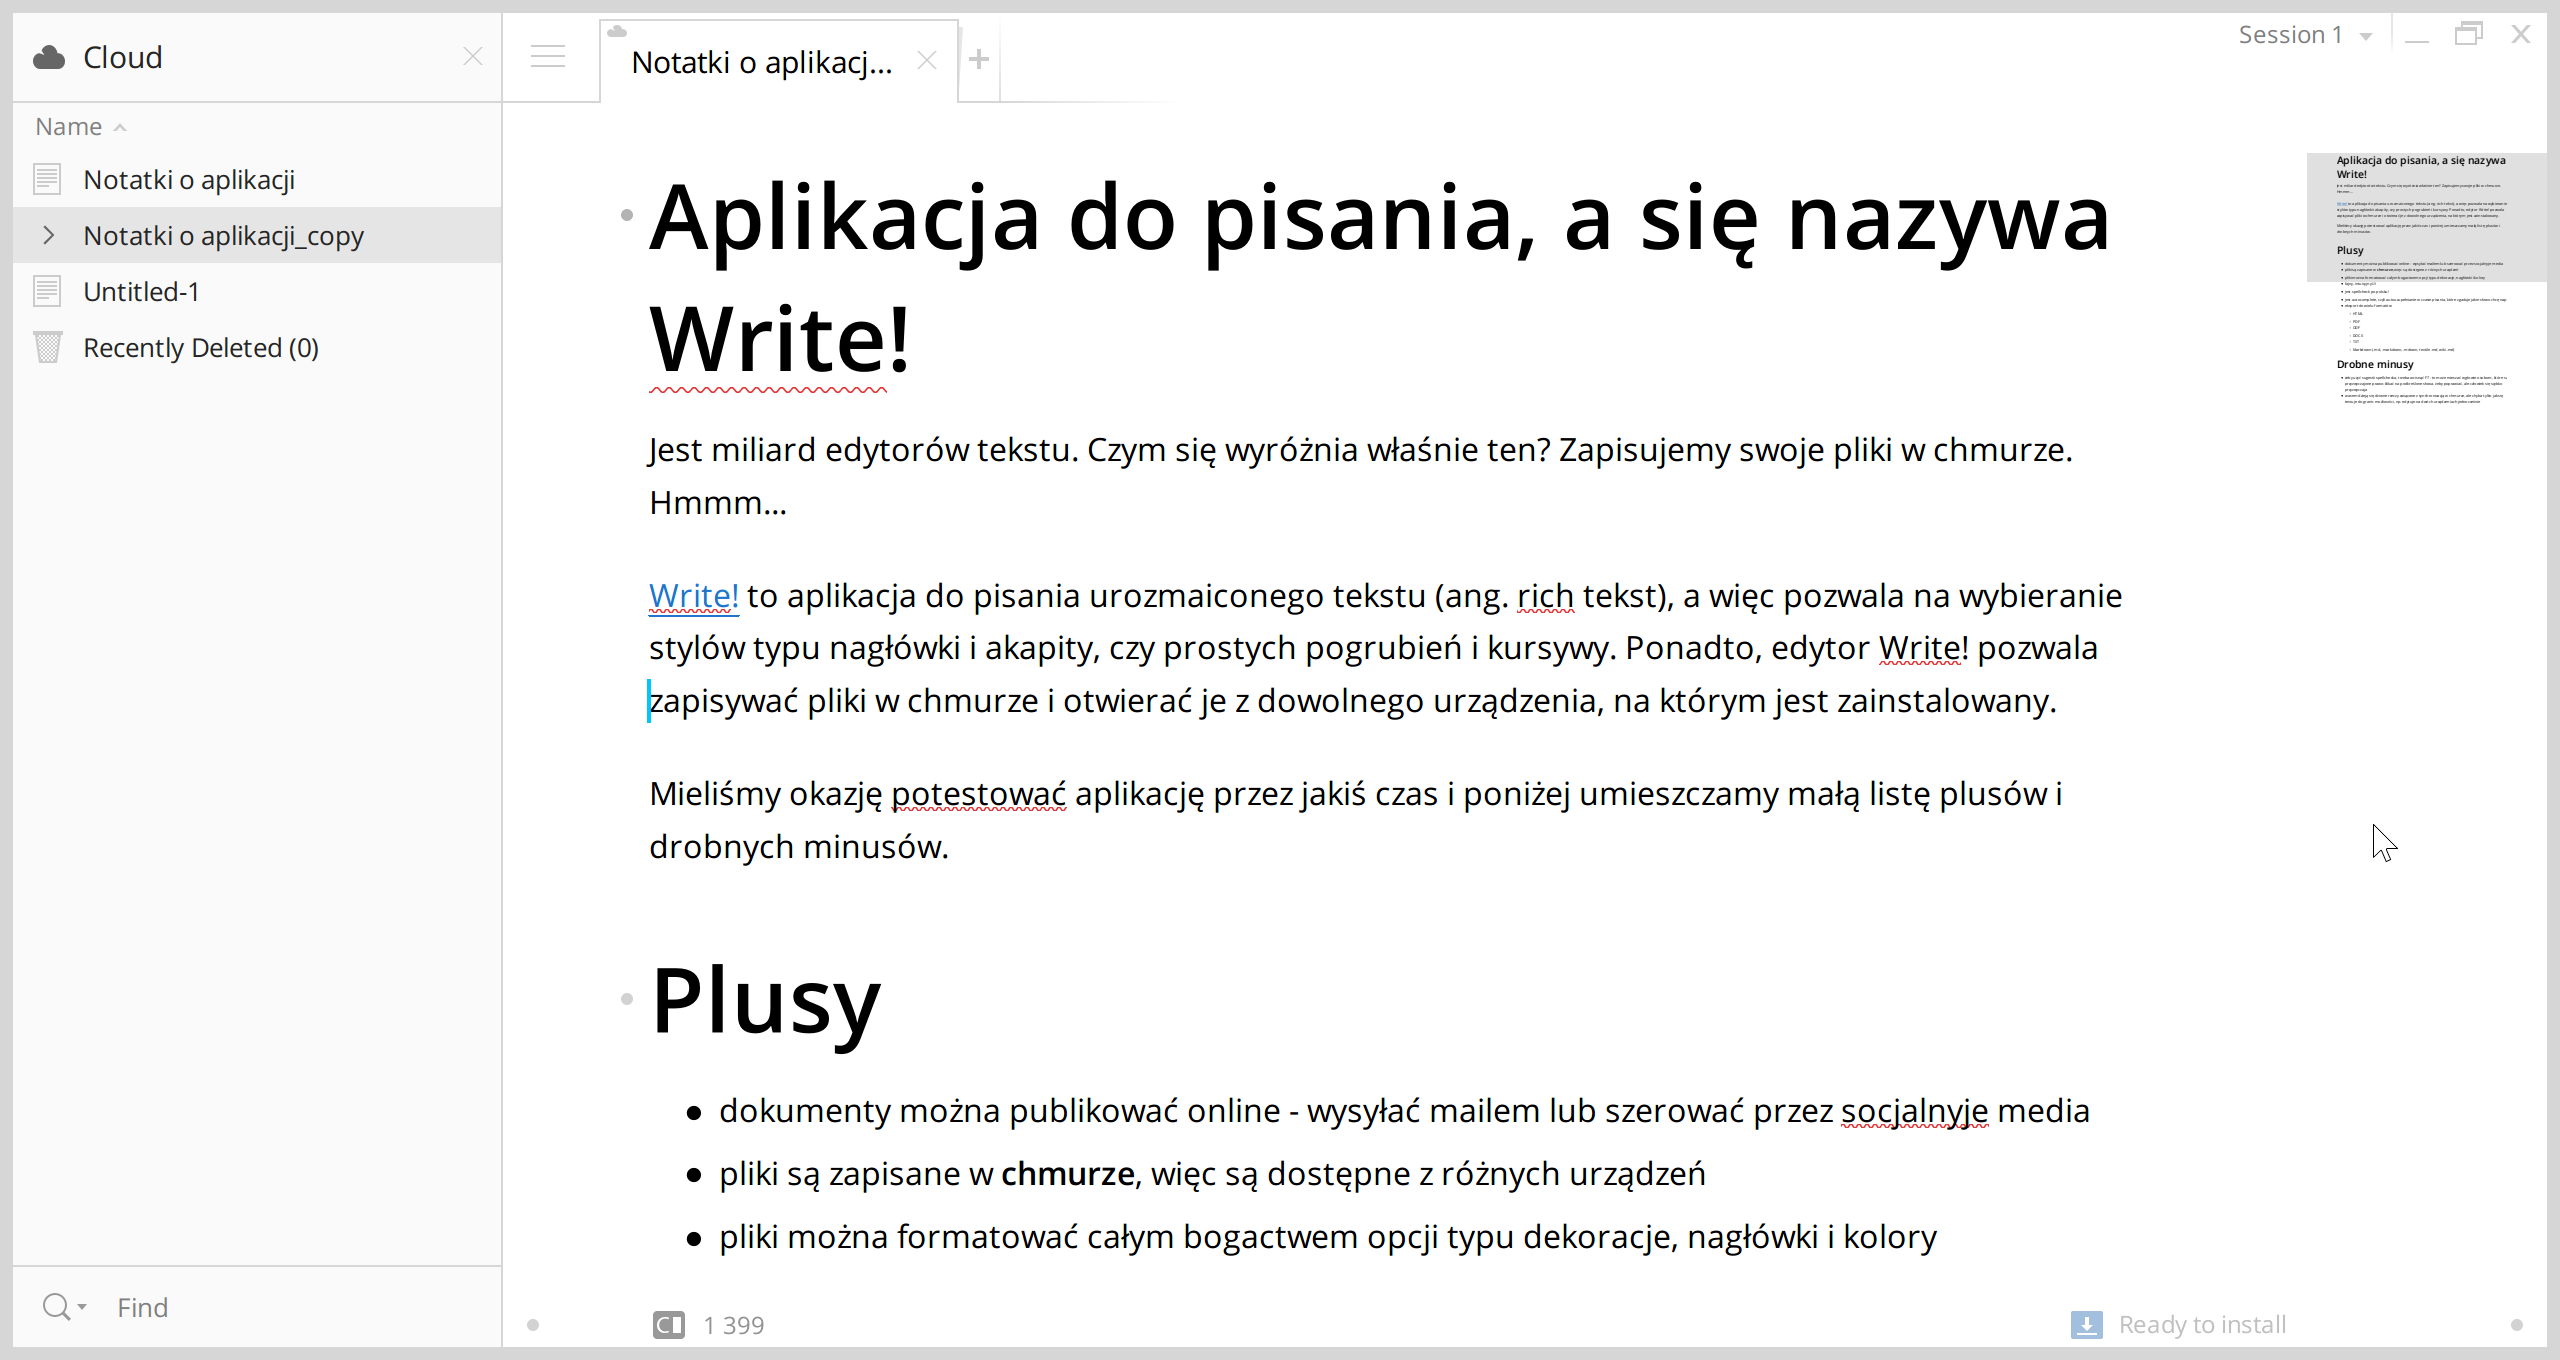 Cloud
Name
Notatki o aplikacji
Notatki o aplikacji_copy
Untitled-1
Recently Deleted (0)
Find
Notatki o aplikacj...
Session 1
Aplikacja do pisania, a się nazywa
Write!
Jest miliard edytorów tekstu. Czym się wyróżnia właśnie ten? Zapisujemy swoje pliki w chmurze.
Hmmm...
Write! to aplikacja do pisania urozmaiconego tekstu (ang. rich tekst), a więc pozwala na wybieranie
stylów typu nagłówki i akapity, czy prostych pogrubień i kursywy. Ponadto, edytor Write! pozwala
zapisywać pliki w chmurze i otwierać je z dowolnego urządzenia, na którym jest zainstalowany.
Mieliśmy okazję potestować aplikację przez jakiś czas i poniżej umieszczamy małą listę plusów i
drobnych minusów.
Plusy
dokumenty można publikować online - wysyłać mailem lub szerować przez socjalnyje media
pliki są zapisane w chmurze, więc są dostępne z różnych urządzeń
pliki można formatować całym bogactwem opcji typu dekoracje, nagłówki i kolory
1 399
Ready to install
Aplikacja do pisania, a się nazywa
Write!
Plusy
Drobne minusy